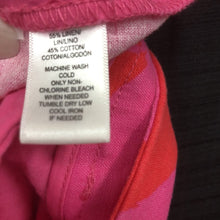 55% LINEN/
LIN/LINO
45% COTTON/
COTON/ALGODÓN
MACHINE WASH
COLD
ONLY NON-
CHLORINE BLEACH
WHEN NEEDED
TUMBLE DRY LOW
COOL IRON
IF NEEDED